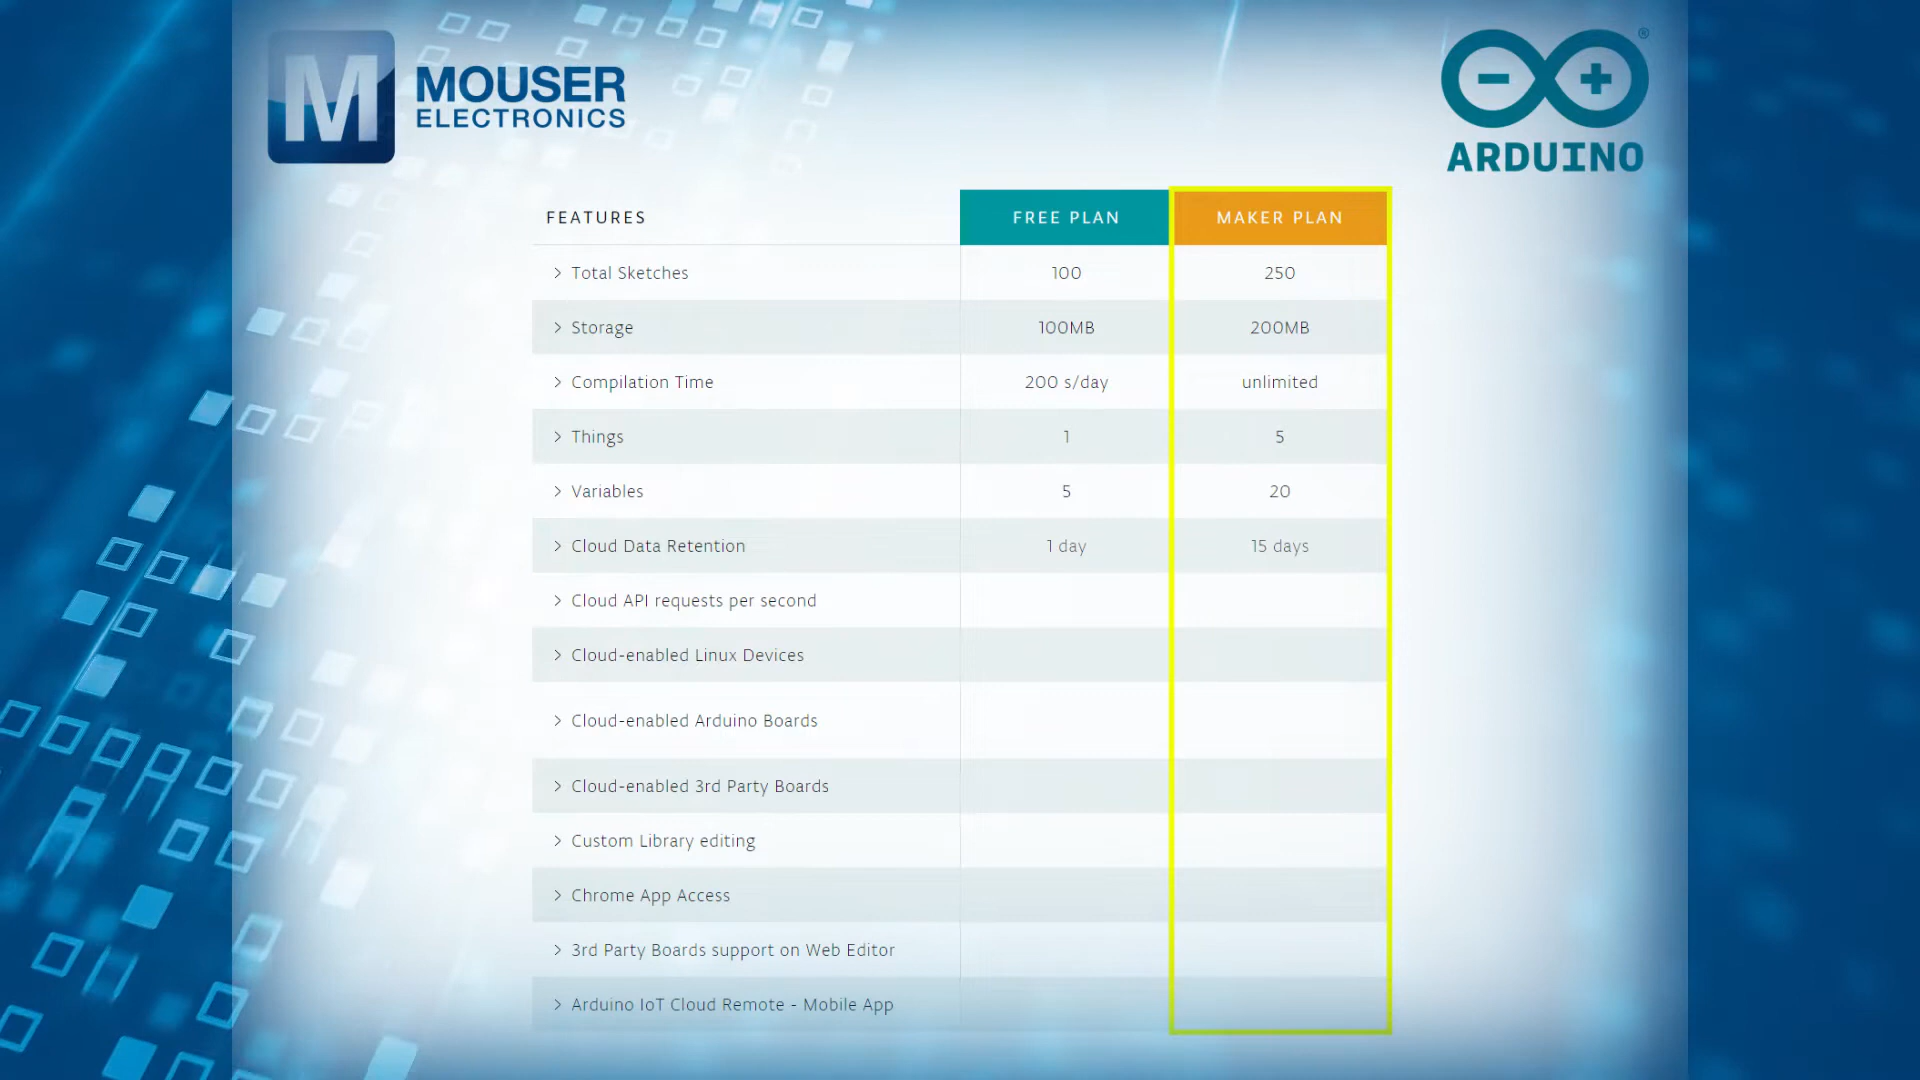 M MOUSER
ELECTRONICS
®
ARDUINO
FEATURES FREE PLAN MAKER PLAN
> Total Sketches 100 250
> Storage 100MB 200MB
> Compilation Time 200 s/day unlimited
> Things 1 5
> Variables 5 20
> Cloud Data Retention 1 day 15 days
> Cloud API requests per second
> Cloud-enabled Linux Devices
> Cloud-enabled Arduino Boards
> Cloud-enabled 3rd Party Boards
> Custom Library editing
> Chrome App Access
> 3rd Party Boards support on Web Editor
> Arduino IoT Cloud Remote - Mobile App